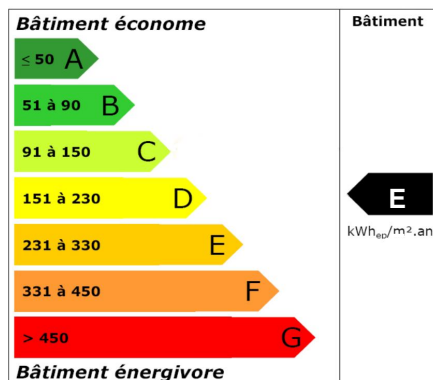 Bâtiment économe
≤ 50 A
51 à 90 B
91 à 150 C
151 à 230 D
231 à 330 E
331 à 450 F
> 450 G
Bâtiment énergivore
Bâtiment
E
kWhep/m².an